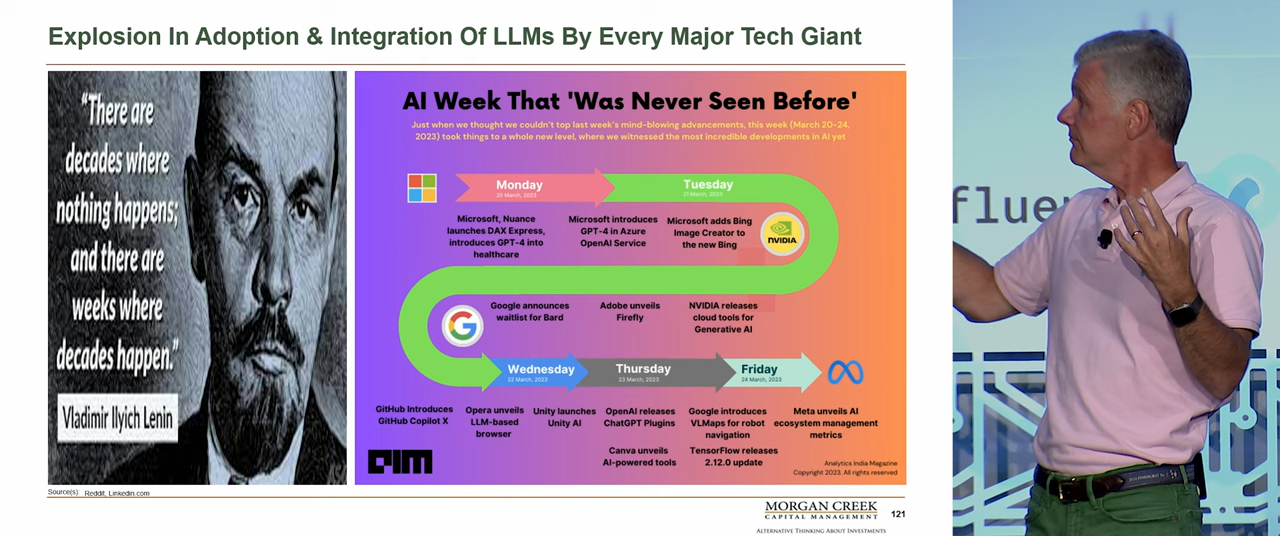 Explosion In Adoption & Integration Of LLMs By Every Major Tech Giant
“There are
decades where
nothing happens;
and there are
weeks where
decades happen.”
Vladimir Ilyich Lenin
AI Week That 'Was Never Seen Before'
Just when we thought we couldn't top last week's mind-blowing advancements, this week (March 20-24,
2023) took things to a whole new level, where we witnessed the most incredible developments in AI yet
Monday
20 March, 2023
Tuesday
21 March, 2023
Microsoft, Nuance
launches DAX Express,
introduces GPT-4 into
healthcare
Microsoft introduces
GPT-4 in Azure
OpenAI Service
Microsoft adds Bing
Image Creator to
the new Bing
NVIDIA
Google announces
waitlist for Bard
Adobe unveils
Firefly
NVIDIA releases
cloud tools for
Generative AI
G
Wednesday
22 March, 2023
Thursday
23 March, 2023
Friday
24 March, 2023
GitHub Introduces
GitHub Copilot X
Opera unveils
LLM-based
browser
Unity launches
Unity AI
OpenAI releases
ChatGPT Plugins
Canva unveils
AI-powered tools
Google introduces
VLMaps for robot
navigation
TensorFlow releases
2.12.0 update
Meta unveils AI
ecosystem management
metrics
AIM
Analytics India Magazine
Copyright 2023. All rights reserved
Source(s): Reddit, Linkedin.com
MORGAN CREEK
CAPITAL MANAGEMENT
ALTERNATIVE THINKING ABOUT INVESTMENTS
121
flue